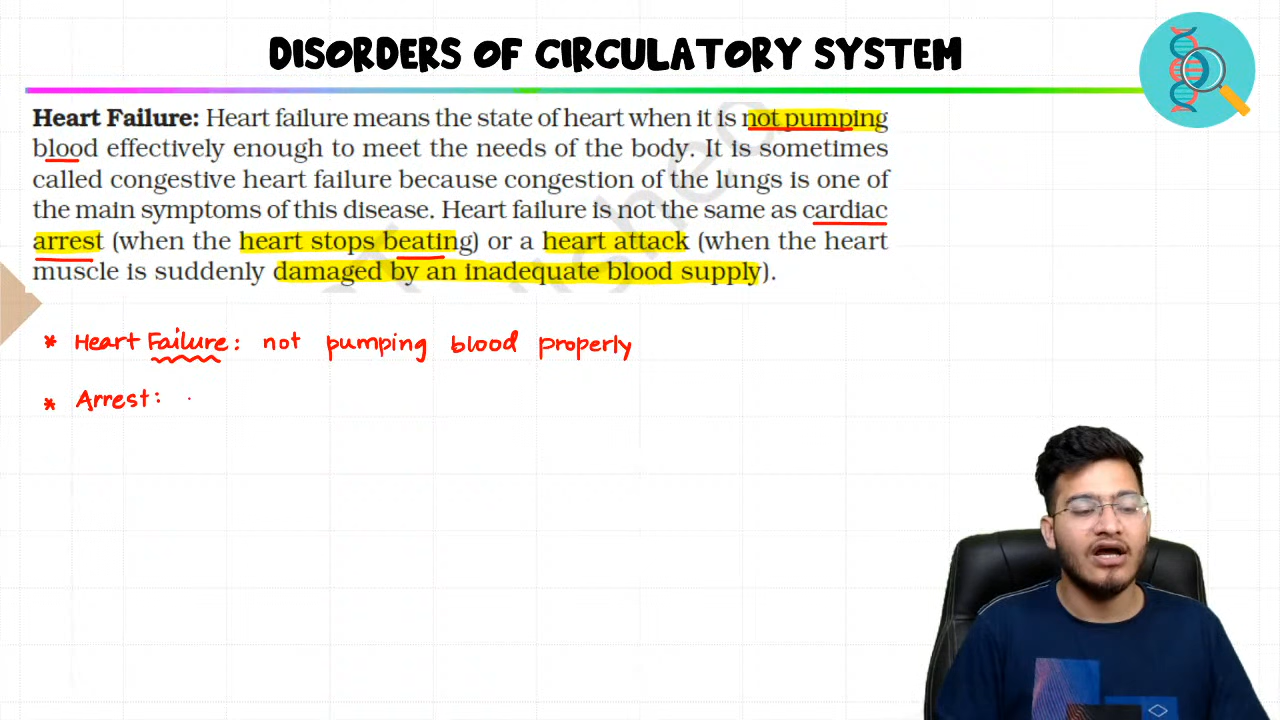 DISORDERS OF CIRCULATORY SYSTEM
Heart Failure: Heart failure means the state of heart when it is not pumping
blood effectively enough to meet the needs of the body. It is sometimes
called congestive heart failure because congestion of the lungs is one of
the main symptoms of this disease. Heart failure is not the same as cardiac
arrest (when the heart stops beating) or a heart attack (when the heart
muscle is suddenly damaged by an inadequate blood supply).
* Heart Failure: not pumping blood properly
* Arrest: